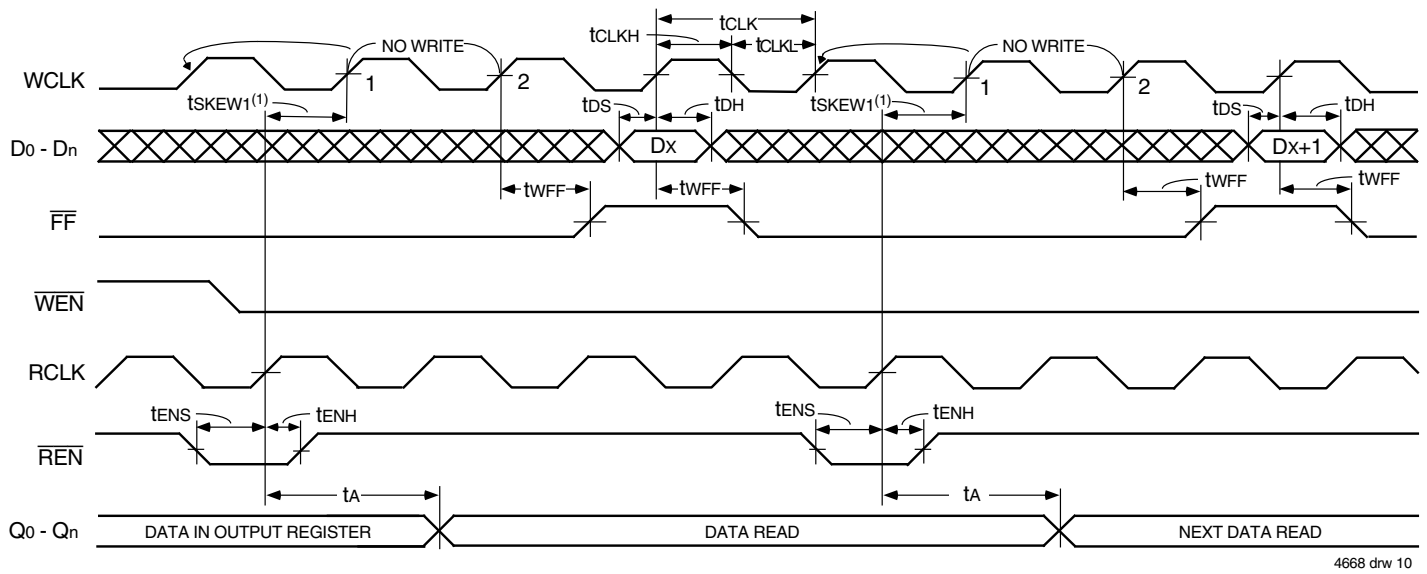 tCLK
tCLKH tCLKL
NO WRITE NO WRITE
WCLK 1 2 1 2
tSKEW1(1) tDS tDH tSKEW1(1) tDS tDH
D0 - Dn DX DX+1
tWFF tWFF tWFF tWFF
FF
WEN
RCLK
tENS tENH tENS tENH
REN
tA tA
Q0 - Qn DATA IN OUTPUT REGISTER DATA READ NEXT DATA READ
4668 drw 10